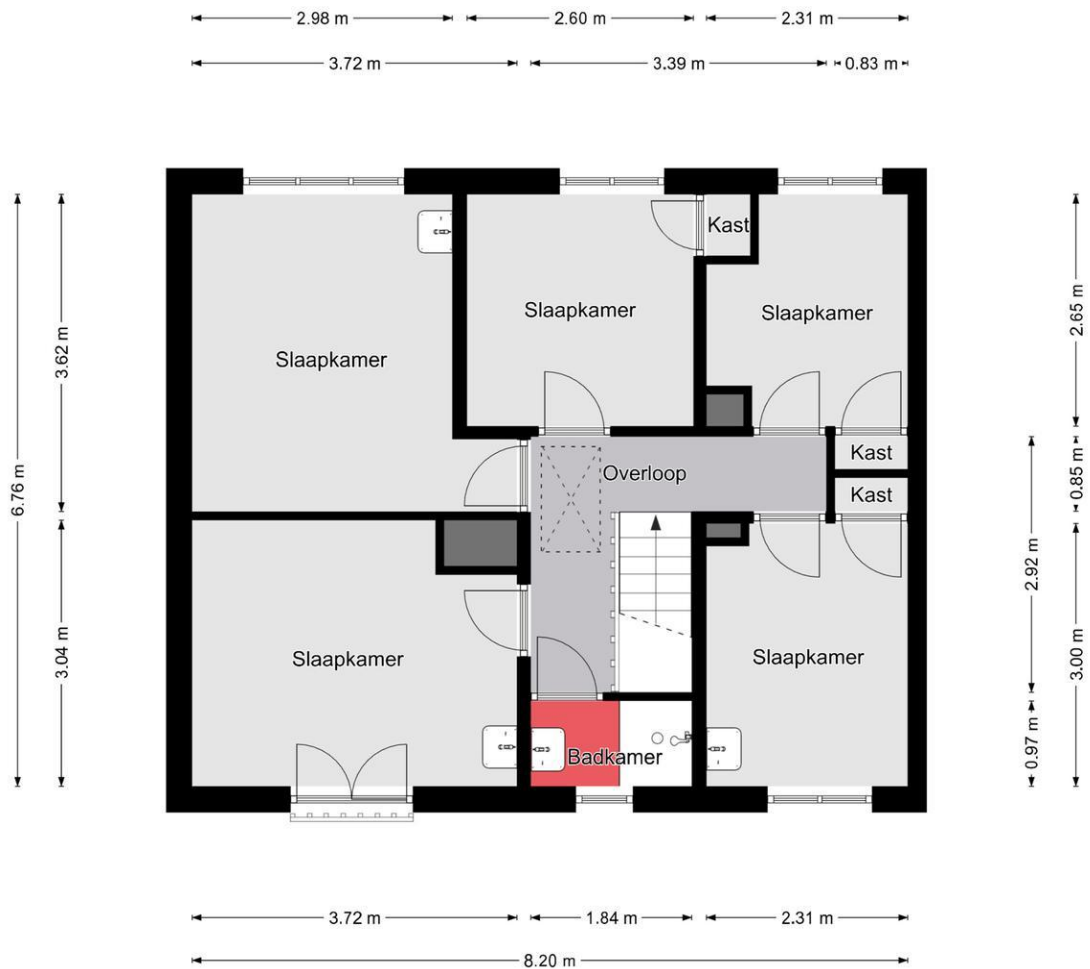 2.98 m
2.60 m
2.31 m
3.72 m
3.39 m
0.83 m
6.76 m
3.62 m
3.04 m
Kast
Slaapkamer
Slaapkamer
Slaapkamer
2.65 m
Overloop
Kast
Kast
0.85 m
2.92 m
Slaapkamer
Slaapkamer
3.00 m
0.97 m
Badkamer
3.72 m
1.84 m
2.31 m
8.20 m